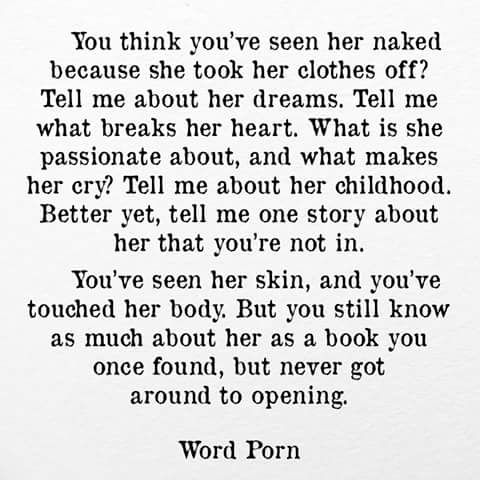 You think you've seen her naked
because she took her clothes off?
Tell me about her dreams. Tell me
what breaks her heart. What is she
passionate about, and what makes
her cry? Tell me about her childhood.
Better yet, tell me one story about
her that you're not in.
You've seen her skin, and you've
touched her body. But you still know
as much about her as a book you
once found, but never got
around to opening.
Word Porn